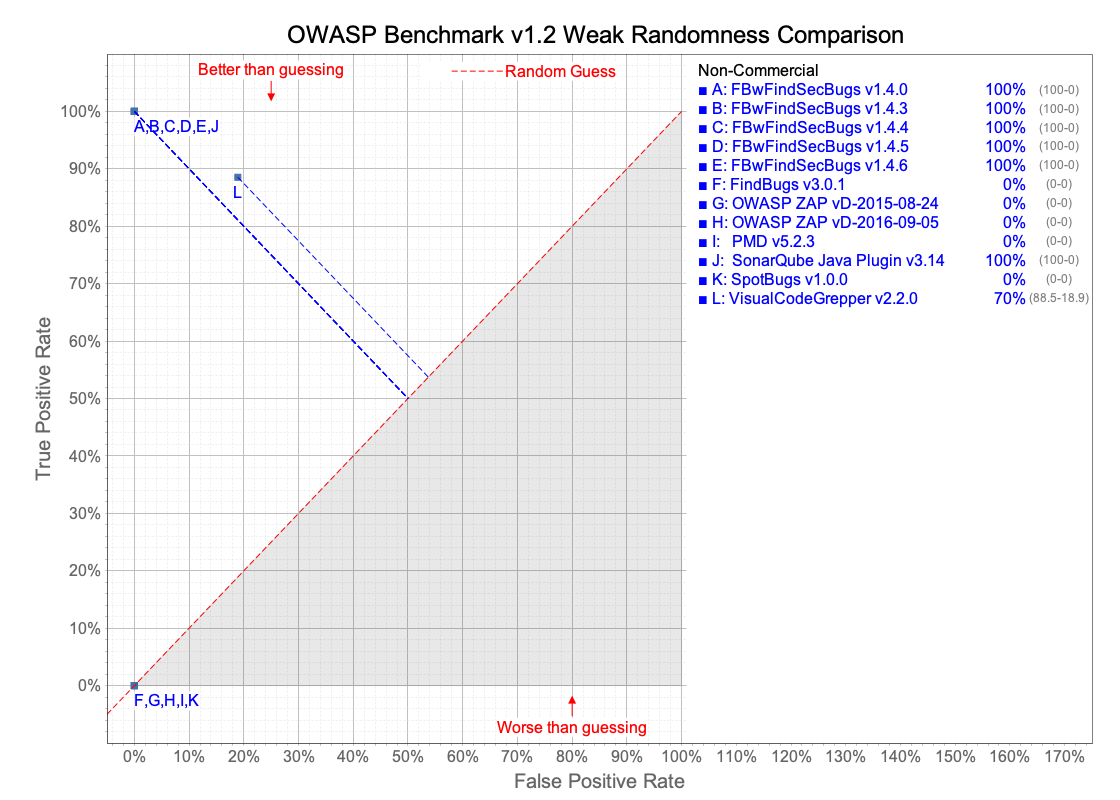 OWASP Benchmark v1.2 Weak Randomness Comparison
Better than guessing
Random Guess
Non-Commercial
A: FBwFindSecBugs v1.4.0 100% (100-0)
B: FBwFindSecBugs v1.4.3 100% (100-0)
C: FBwFindSecBugs v1.4.4 100% (100-0)
D: FBwFindSecBugs v1.4.5 100% (100-0)
E: FBwFindSecBugs v1.4.6 100% (100-0)
F: FindBugs v3.0.1 0% (0-0)
G: OWASP ZAP vD-2015-08-24 0% (0-0)
H: OWASP ZAP vD-2016-09-05 0% (0-0)
I: PMD v5.2.3 0% (0-0)
J: SonarQube Java Plugin v3.14 100% (100-0)
K: SpotBugs v1.0.0 0% (0-0)
L: VisualCodeGrepper v2.2.0 70% (88.5-18.9)
True Positive Rate
100%
90%
80%
70%
60%
50%
40%
30%
20%
10%
0%
A,B,C,D,E,J
L
F,G,H,I,K
Worse than guessing
0% 10% 20% 30% 40% 50% 60% 70% 80% 90% 100% 110% 120% 130% 140% 150% 160% 170%
False Positive Rate